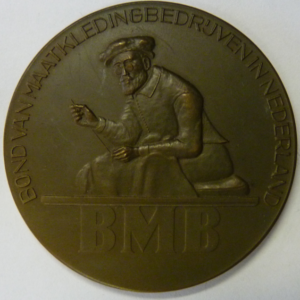 BOND VAN MAATKLEDINGBEDRIJVEN IN NEDERLAND
BMB